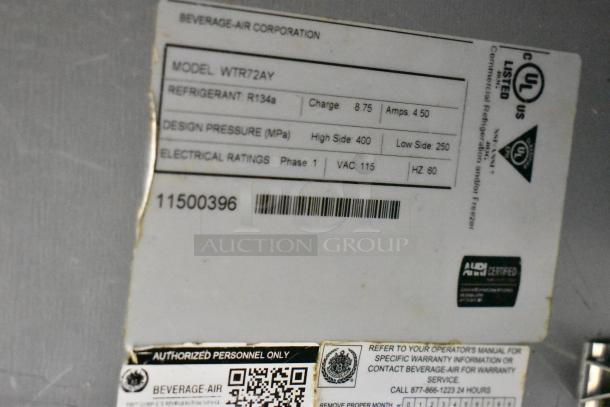 BEVERAGE-AIR CORPORATION
MODEL WTR72AY
REFRIGERANT: R134a Charge: 8.75 Amps: 4.50
DESIGN PRESSURE (MPa) High Side: 400 Low Side: 250
ELECTRICAL RATINGS Phase: 1 VAC: 115 HZ: 60
11500396
C UL US
LISTED
Commercial Refrigerator and/or Freezer
AUCTION GROUP
AHRI CERTIFIED
AUTHORIZED PERSONNEL ONLY
BEVERAGE-AIR
REFER TO YOUR OPERATOR'S MANUAL FOR
SPECIFIC WARRANTY INFORMATION OR
CONTACT BEVERAGE-AIR FOR WARRANTY
SERVICE.
CALL 877-866-1223 24 HOURS
REMOVE PROPER MONTH